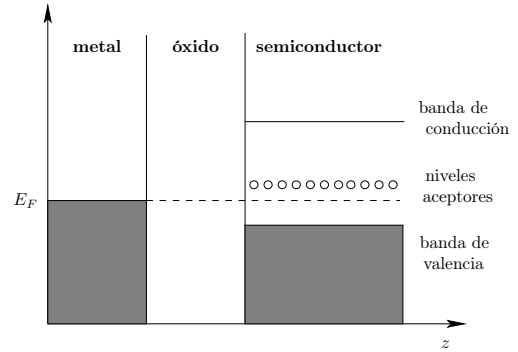 metal
óxido
semiconductor
banda de
conducción
niveles
aceptores
E_F
banda de
valencia
z